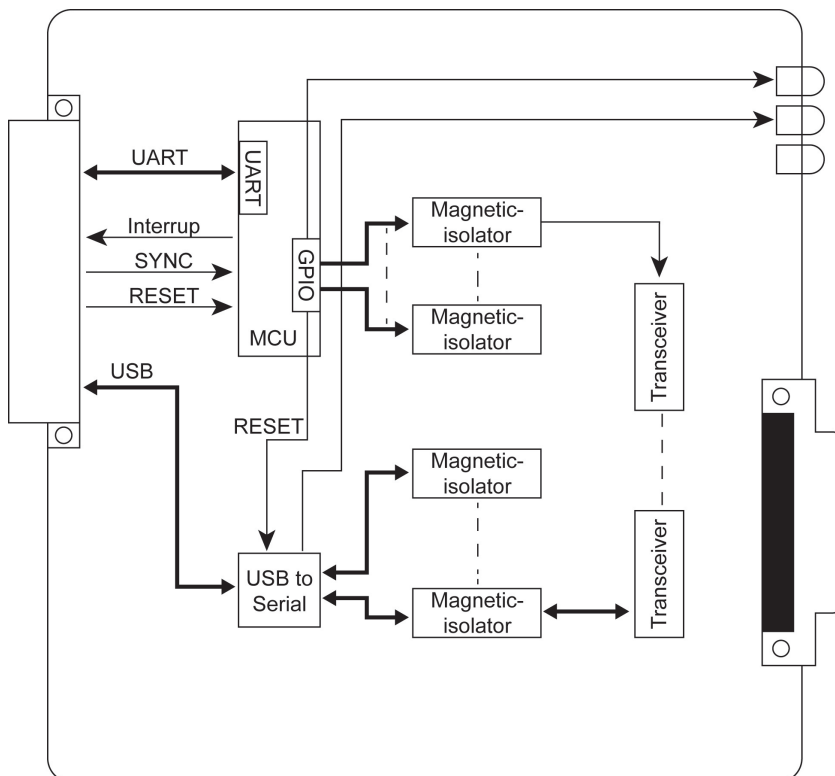 UART
UART
Interrup
SYNC
RESET
GPIO
MCU
Magnetic-
isolator
Magnetic-
isolator
Transceiver
USB
RESET
Magnetic-
isolator
USB to
Serial
Magnetic-
isolator
Transceiver